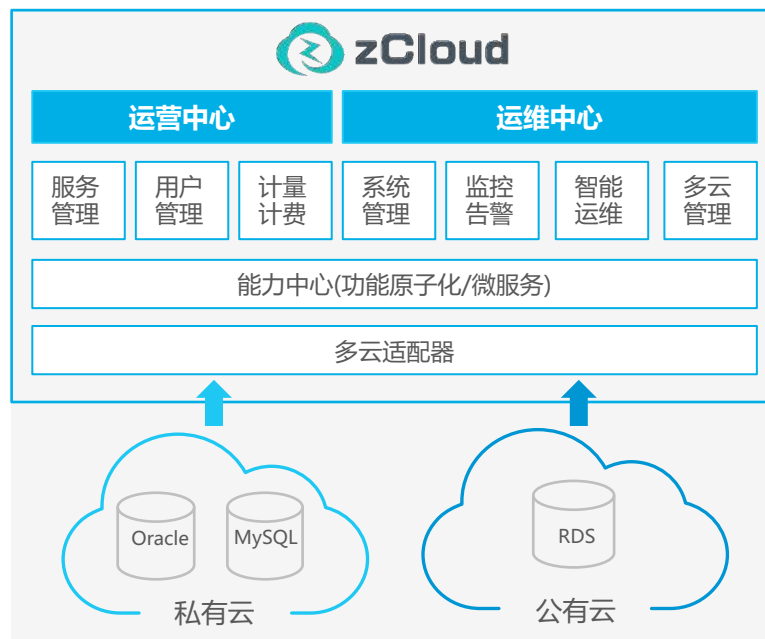 zCloud
运营中心
运维中心
服务
管理
用户
管理
计量
计费
系统
管理
监控
告警
智能
运维
多云
管理
能力中心(功能原子化/微服务)
多云适配器
Oracle
MySQL
RDS
私有云
公有云